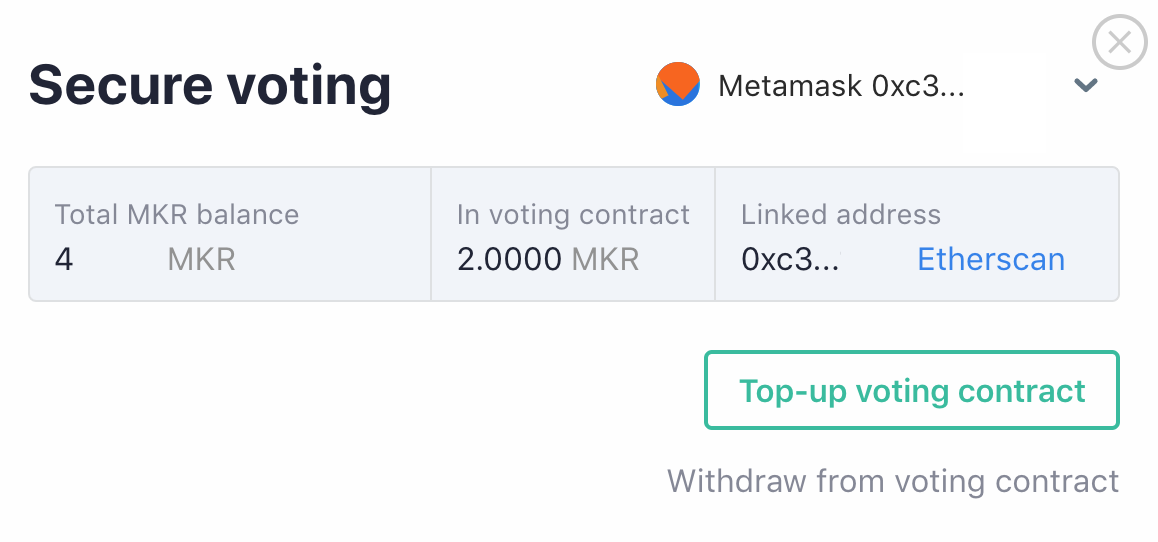 Secure voting
Metamask 0xc3...
Total MKR balance
4 MKR
In voting contract
2.0000 MKR
Linked address
0xc3... Etherscan
Top-up voting contract
Withdraw from voting contract